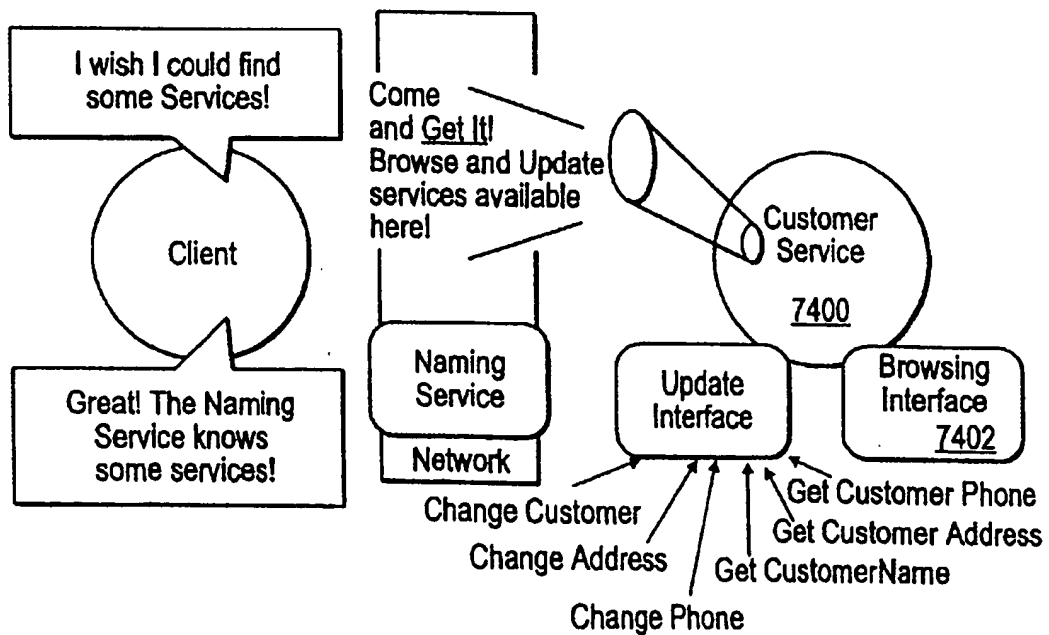 I wish I could find
some Services!
Client
Great! The Naming
Service knows
some services!
Come
and Get It!
Browse and Update
services available
here!
Naming
Service
Network
Customer
Service
7400
Update
Interface
Browsing
Interface
7402
Change Customer
Change Address
Change Phone
Get CustomerName
Get Customer Address
Get Customer Phone